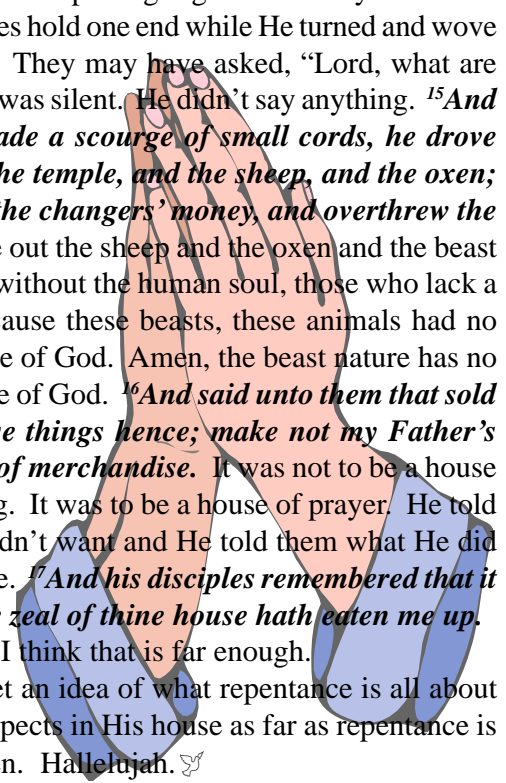 es hold one end while He turned and wove
They may have asked, “Lord, what are
was silent. He didn’t say anything. ¹⁵And
ade a scourge of small cords, he drove
he temple, and the sheep, and the oxen;
the changers’ money, and overthrew the
e out the sheep and the oxen and the beast
without the human soul, those who lack a
ause these beasts, these animals had no
e of God. Amen, the beast nature has no
e of God. ¹⁶And said unto them that sold
e things hence; make not my Father’s
of merchandise. It was not to be a house
g. It was to be a house of prayer. He told
dn’t want and He told them what He did
e. ¹⁷And his disciples remembered that it
zeal of thine house hath eaten me up.
I think that is far enough.
et an idea of what repentance is all about
pects in His house as far as repentance is
en. Hallelujah.